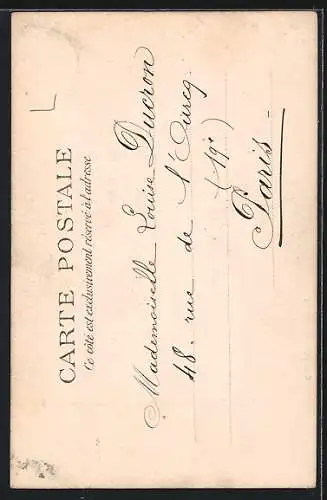 CARTE POSTALE
Ce côté est exclusivement réservé à l'adresse
Mademoiselle Louise Ducron
48. rue de l'Ourcq
(19e)
Paris